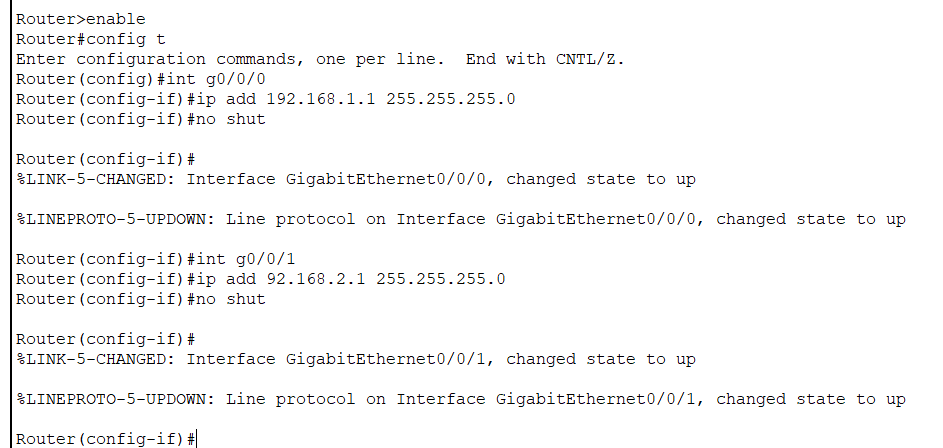 Router>enable
Router#config t
Enter configuration commands, one per line.  End with CNTL/Z.
Router(config)#int g0/0/0
Router(config-if)#ip add 192.168.1.1 255.255.255.0
Router(config-if)#no shut
Router(config-if)#
%LINK-5-CHANGED: Interface GigabitEthernet0/0/0, changed state to up
%LINEPROTO-5-UPDOWN: Line protocol on Interface GigabitEthernet0/0/0, changed state to up
Router(config-if)#int g0/0/1
Router(config-if)#ip add 92.168.2.1 255.255.255.0
Router(config-if)#no shut
Router(config-if)#
%LINK-5-CHANGED: Interface GigabitEthernet0/0/1, changed state to up
%LINEPROTO-5-UPDOWN: Line protocol on Interface GigabitEthernet0/0/1, changed state to up
Router(config-if)#